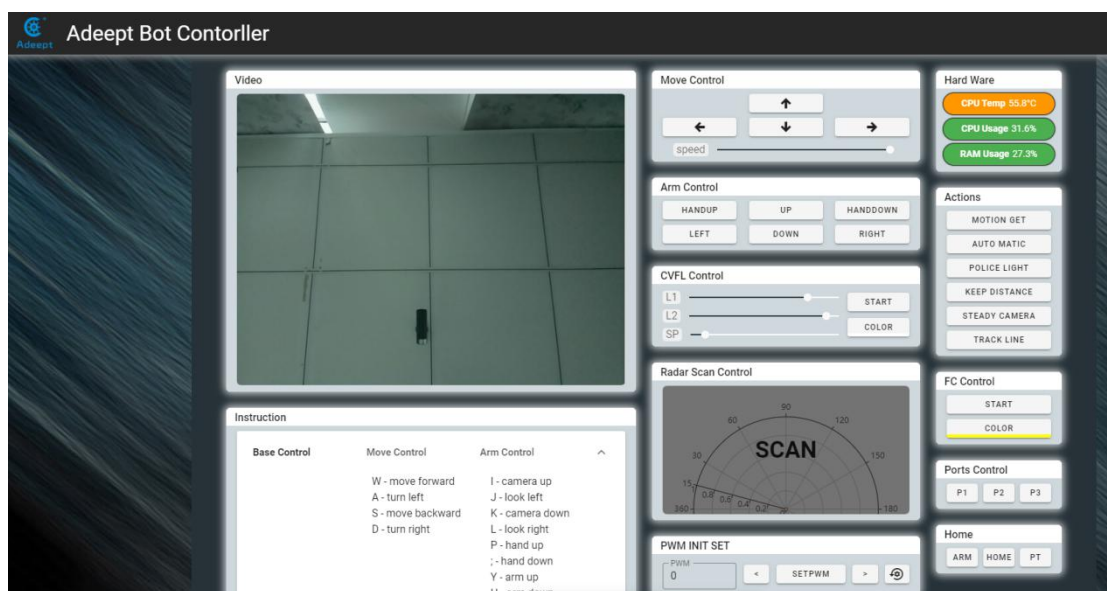 Adeept
Adeept Bot Contorller
Video
Instruction
Base Control
Move Control
Arm Control
W - move forward
A - turn left
S - move backward
D - turn right
I - camera up
J - look left
K - camera down
L - look right
P - hand up
; - hand down
Y - arm up
Move Control
speed
Arm Control
HANDUP UP HANDDOWN
LEFT DOWN RIGHT
CVFL Control
L1
L2
SP
START
COLOR
Radar Scan Control
90
60 120
SCAN
30 150
15
0.8 0.6 0.4 0.2
360 180
PWM INIT SET
PWM
0 < SETPWM >
Hard Ware
CPU Temp 55.8°C
CPU Usage 31.6%
RAM Usage 27.3%
Actions
MOTION GET
AUTO MATIC
POLICE LIGHT
KEEP DISTANCE
STEADY CAMERA
TRACK LINE
FC Control
START
COLOR
Ports Control
P1 P2 P3
Home
ARM HOME PT